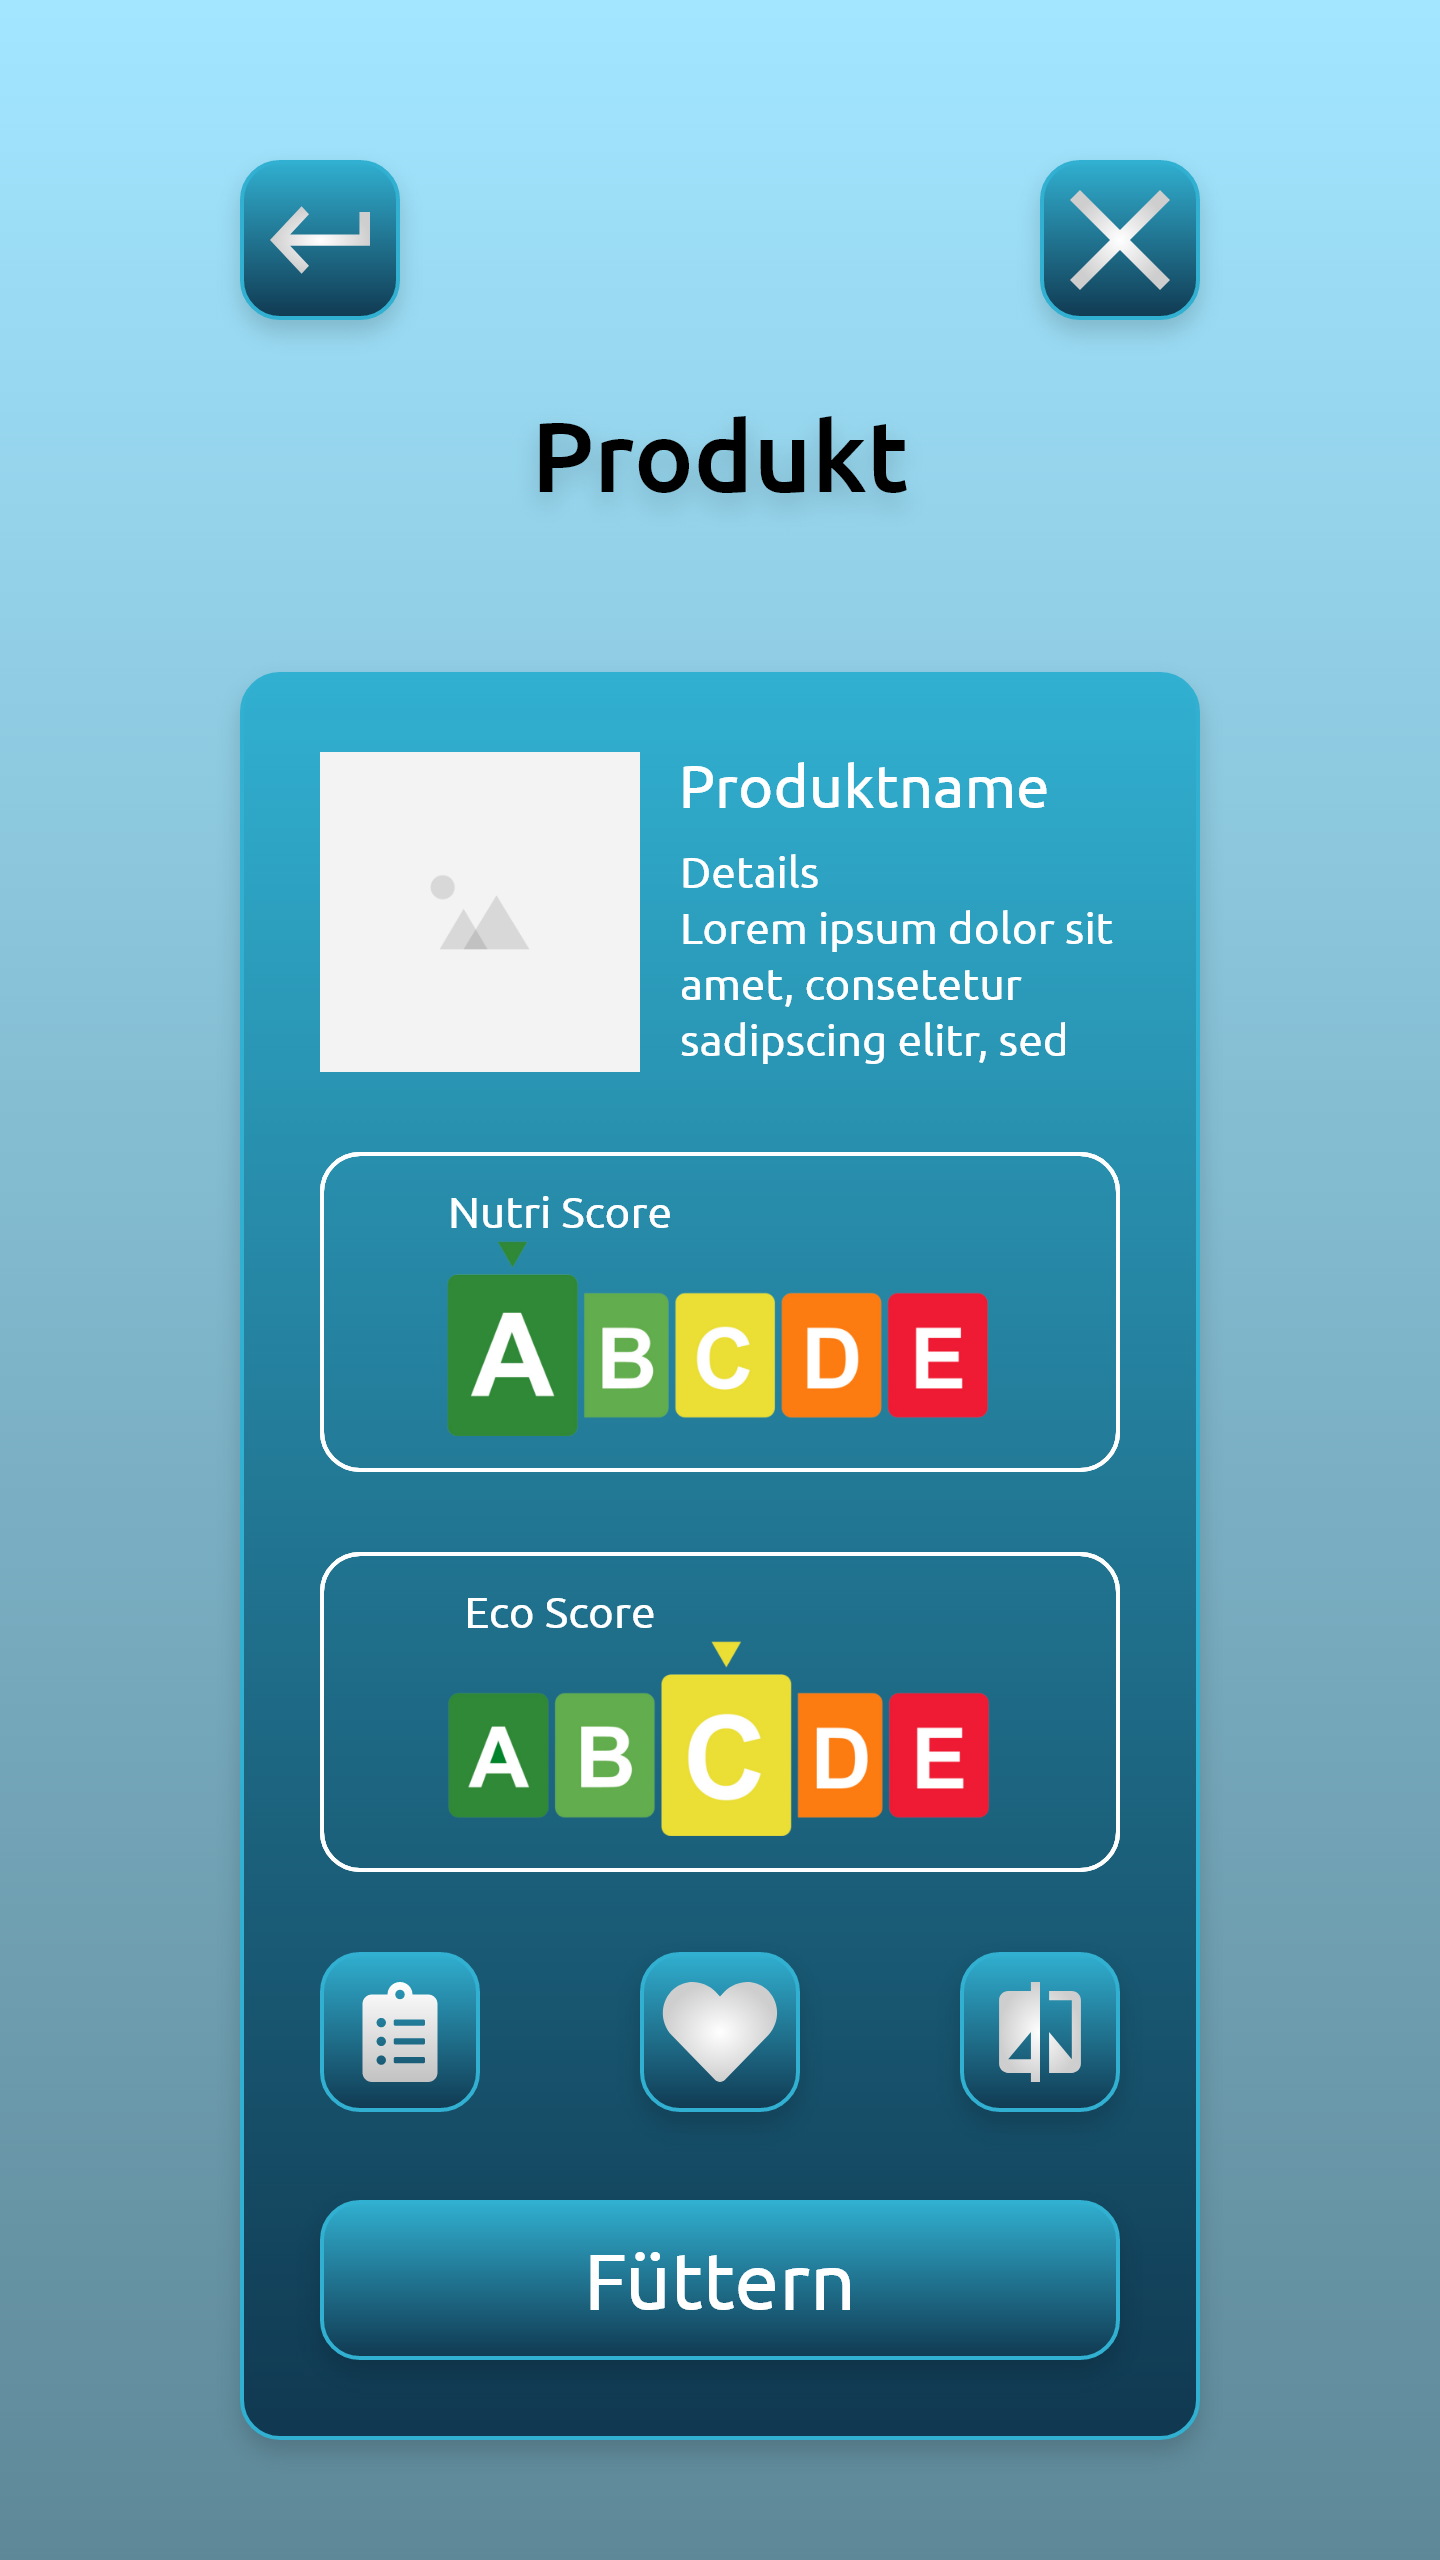 Produkt
Produktname
Details
Lorem ipsum dolor sit
amet, consetetur
sadipscing elitr, sed
Nutri Score
A B C D E
Eco Score
A B C D E
Füttern